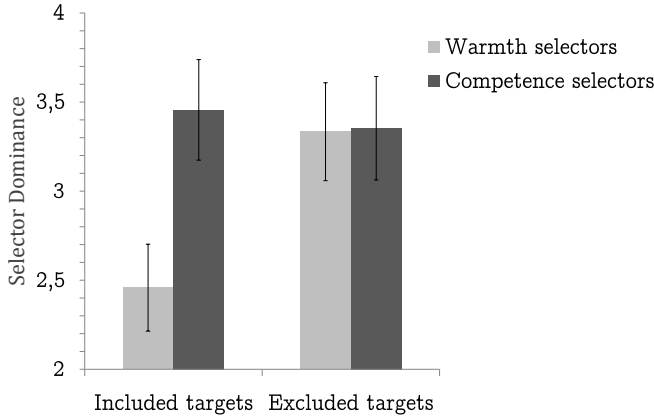 4
3,5
3
2,5
2
Selector Dominance
Included targets
Excluded targets
Warmth selectors
Competence selectors